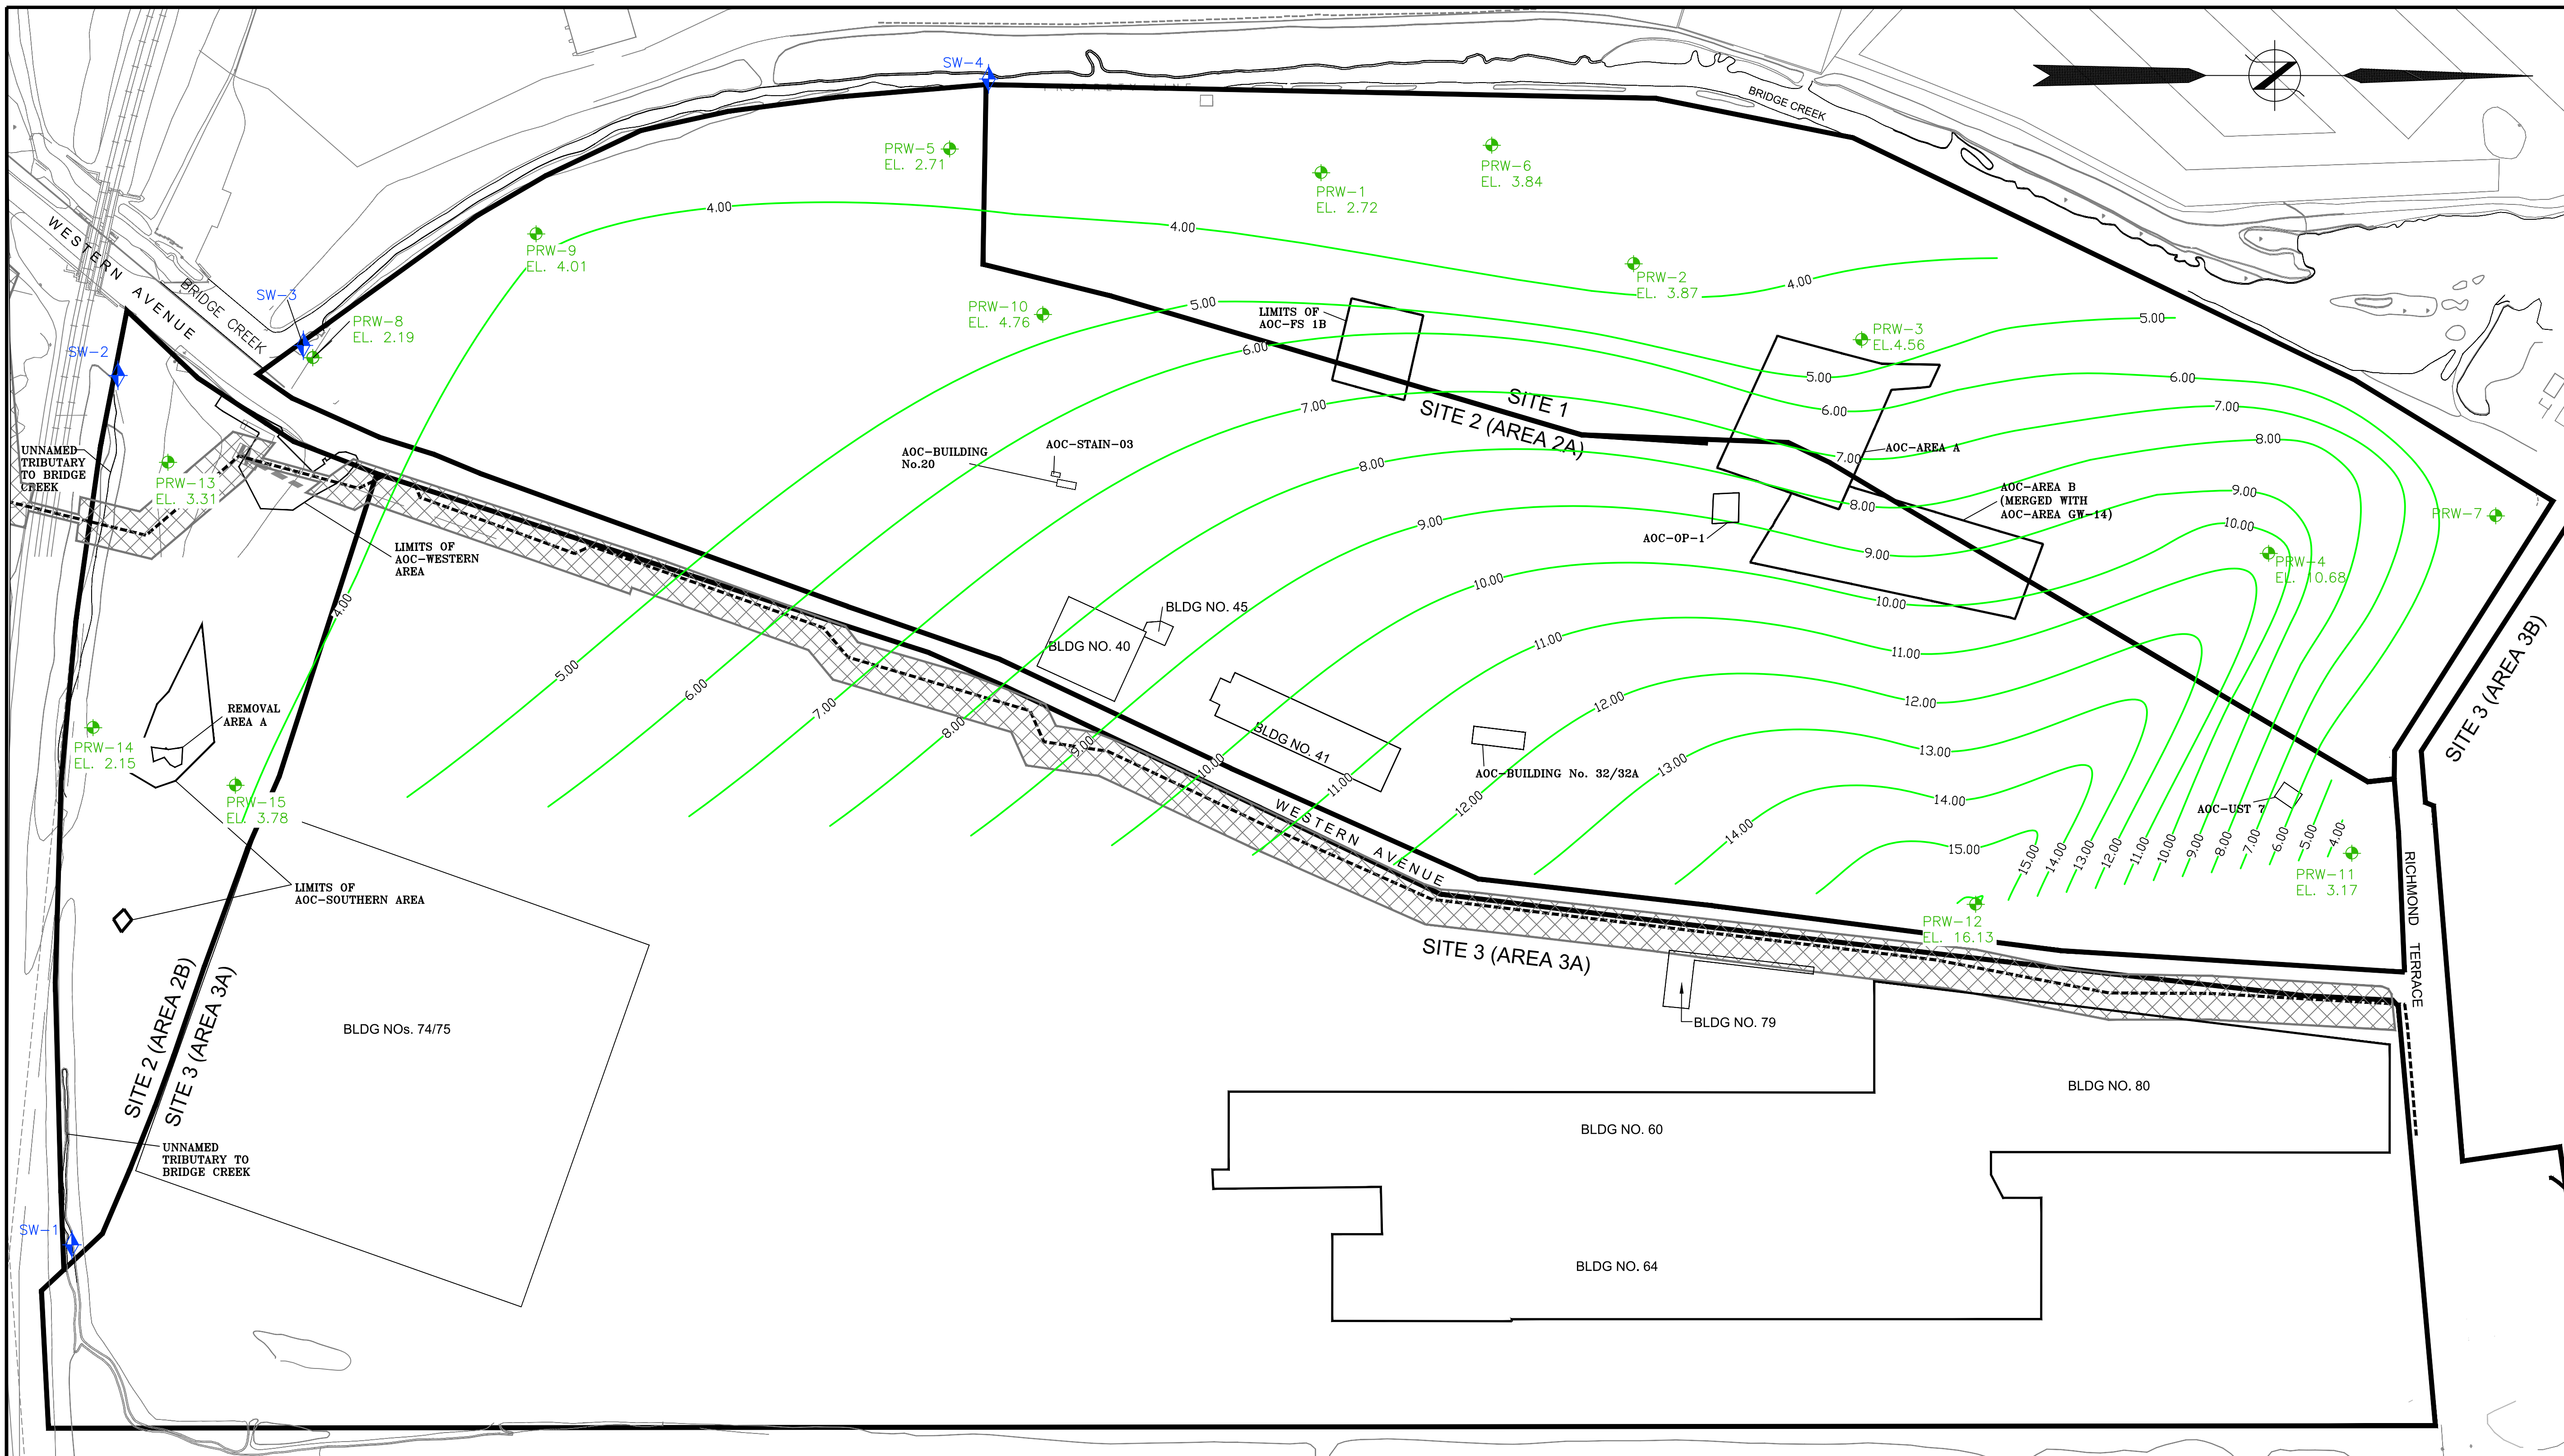 SW-4
PROPERTY LINE
BRIDGE CREEK
PRW-5
EL. 2.71
PRW-6
EL. 3.84
PRW-1
EL. 2.72
4.00
4.00
WESTERN AVENUE
BRIDGE CREEK
PRW-9
EL. 4.01
PRW-2
EL. 3.87
4.00
SW-3
PRW-8
EL. 2.19
PRW-10
EL. 4.76
5.00
LIMITS OF
AOC-FS 1B
5.00
PRW-3
EL.4.56
SW-2
6.00
5.00
6.00
7.00
SITE 1
SITE 2 (AREA 2A)
6.00
7.00
8.00
UNNAMED
TRIBUTARY
TO BRIDGE
CREEK
PRW-13
EL. 3.31
AOC-BUILDING
No.20
AOC-STAIN-03
8.00
7.00
AOC-AREA A
AOC-AREA B
(MERGED WITH
AOC-AREA GW-14)
9.00
10.00
PRW-7
8.00
9.00
AOC-OP-1
9.00
LIMITS OF
AOC-WESTERN
AREA
PRW-4
EL. 10.68
10.00
10.00
4.00
BLDG NO. 45
BLDG NO. 40
11.00
11.00
5.00
6.00
7.00
8.00
9.00
10.00
11.00
12.00
12.00
12.00
13.00
13.00
14.00
14.00
15.00
SITE 3 (AREA 3B)
REMOVAL
AREA A
PRW-14
EL. 2.15
PRW-15
EL. 3.78
BLDG NO. 41
AOC-BUILDING No. 32/32A
WESTERN AVENUE
AOC-UST 7
15.00
14.00
13.00
12.00
11.00
10.00
9.00
8.00
7.00
6.00
5.00
4.00
PRW-11
EL. 3.17
RICHMOND TERRACE
LIMITS OF
AOC-SOUTHERN AREA
PRW-12
EL. 16.13
SITE 3 (AREA 3A)
SITE 2 (AREA 2B)
SITE 3 (AREA 3A)
BLDG NOs. 74/75
BLDG NO. 79
BLDG NO. 80
BLDG NO. 60
UNNAMED
TRIBUTARY TO
BRIDGE CREEK
SW-1
BLDG NO. 64